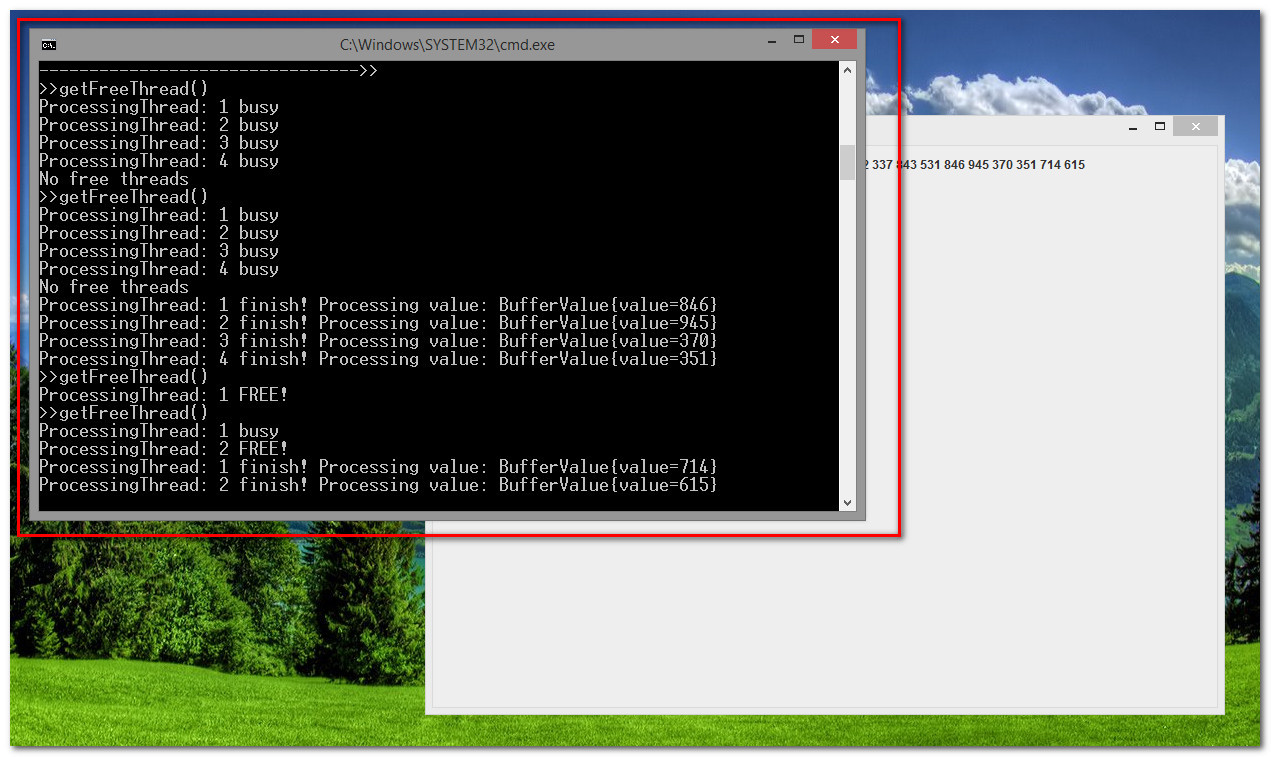 C:\Windows\SYSTEM32\cmd.exe
-------------------------------->>
>>getFreeThread()
ProcessingThread: 1 busy
ProcessingThread: 2 busy
ProcessingThread: 3 busy
ProcessingThread: 4 busy
No free threads
>>getFreeThread()
ProcessingThread: 1 busy
ProcessingThread: 2 busy
ProcessingThread: 3 busy
ProcessingThread: 4 busy
No free threads
ProcessingThread: 1 finish! Processing value: BufferValue{value=846}
ProcessingThread: 2 finish! Processing value: BufferValue{value=945}
ProcessingThread: 3 finish! Processing value: BufferValue{value=370}
ProcessingThread: 4 finish! Processing value: BufferValue{value=351}
>>getFreeThread()
ProcessingThread: 1 FREE!
>>getFreeThread()
ProcessingThread: 1 busy
ProcessingThread: 2 FREE!
ProcessingThread: 1 finish! Processing value: BufferValue{value=714}
ProcessingThread: 2 finish! Processing value: BufferValue{value=615}
337 843 531 846 945 370 351 714 615